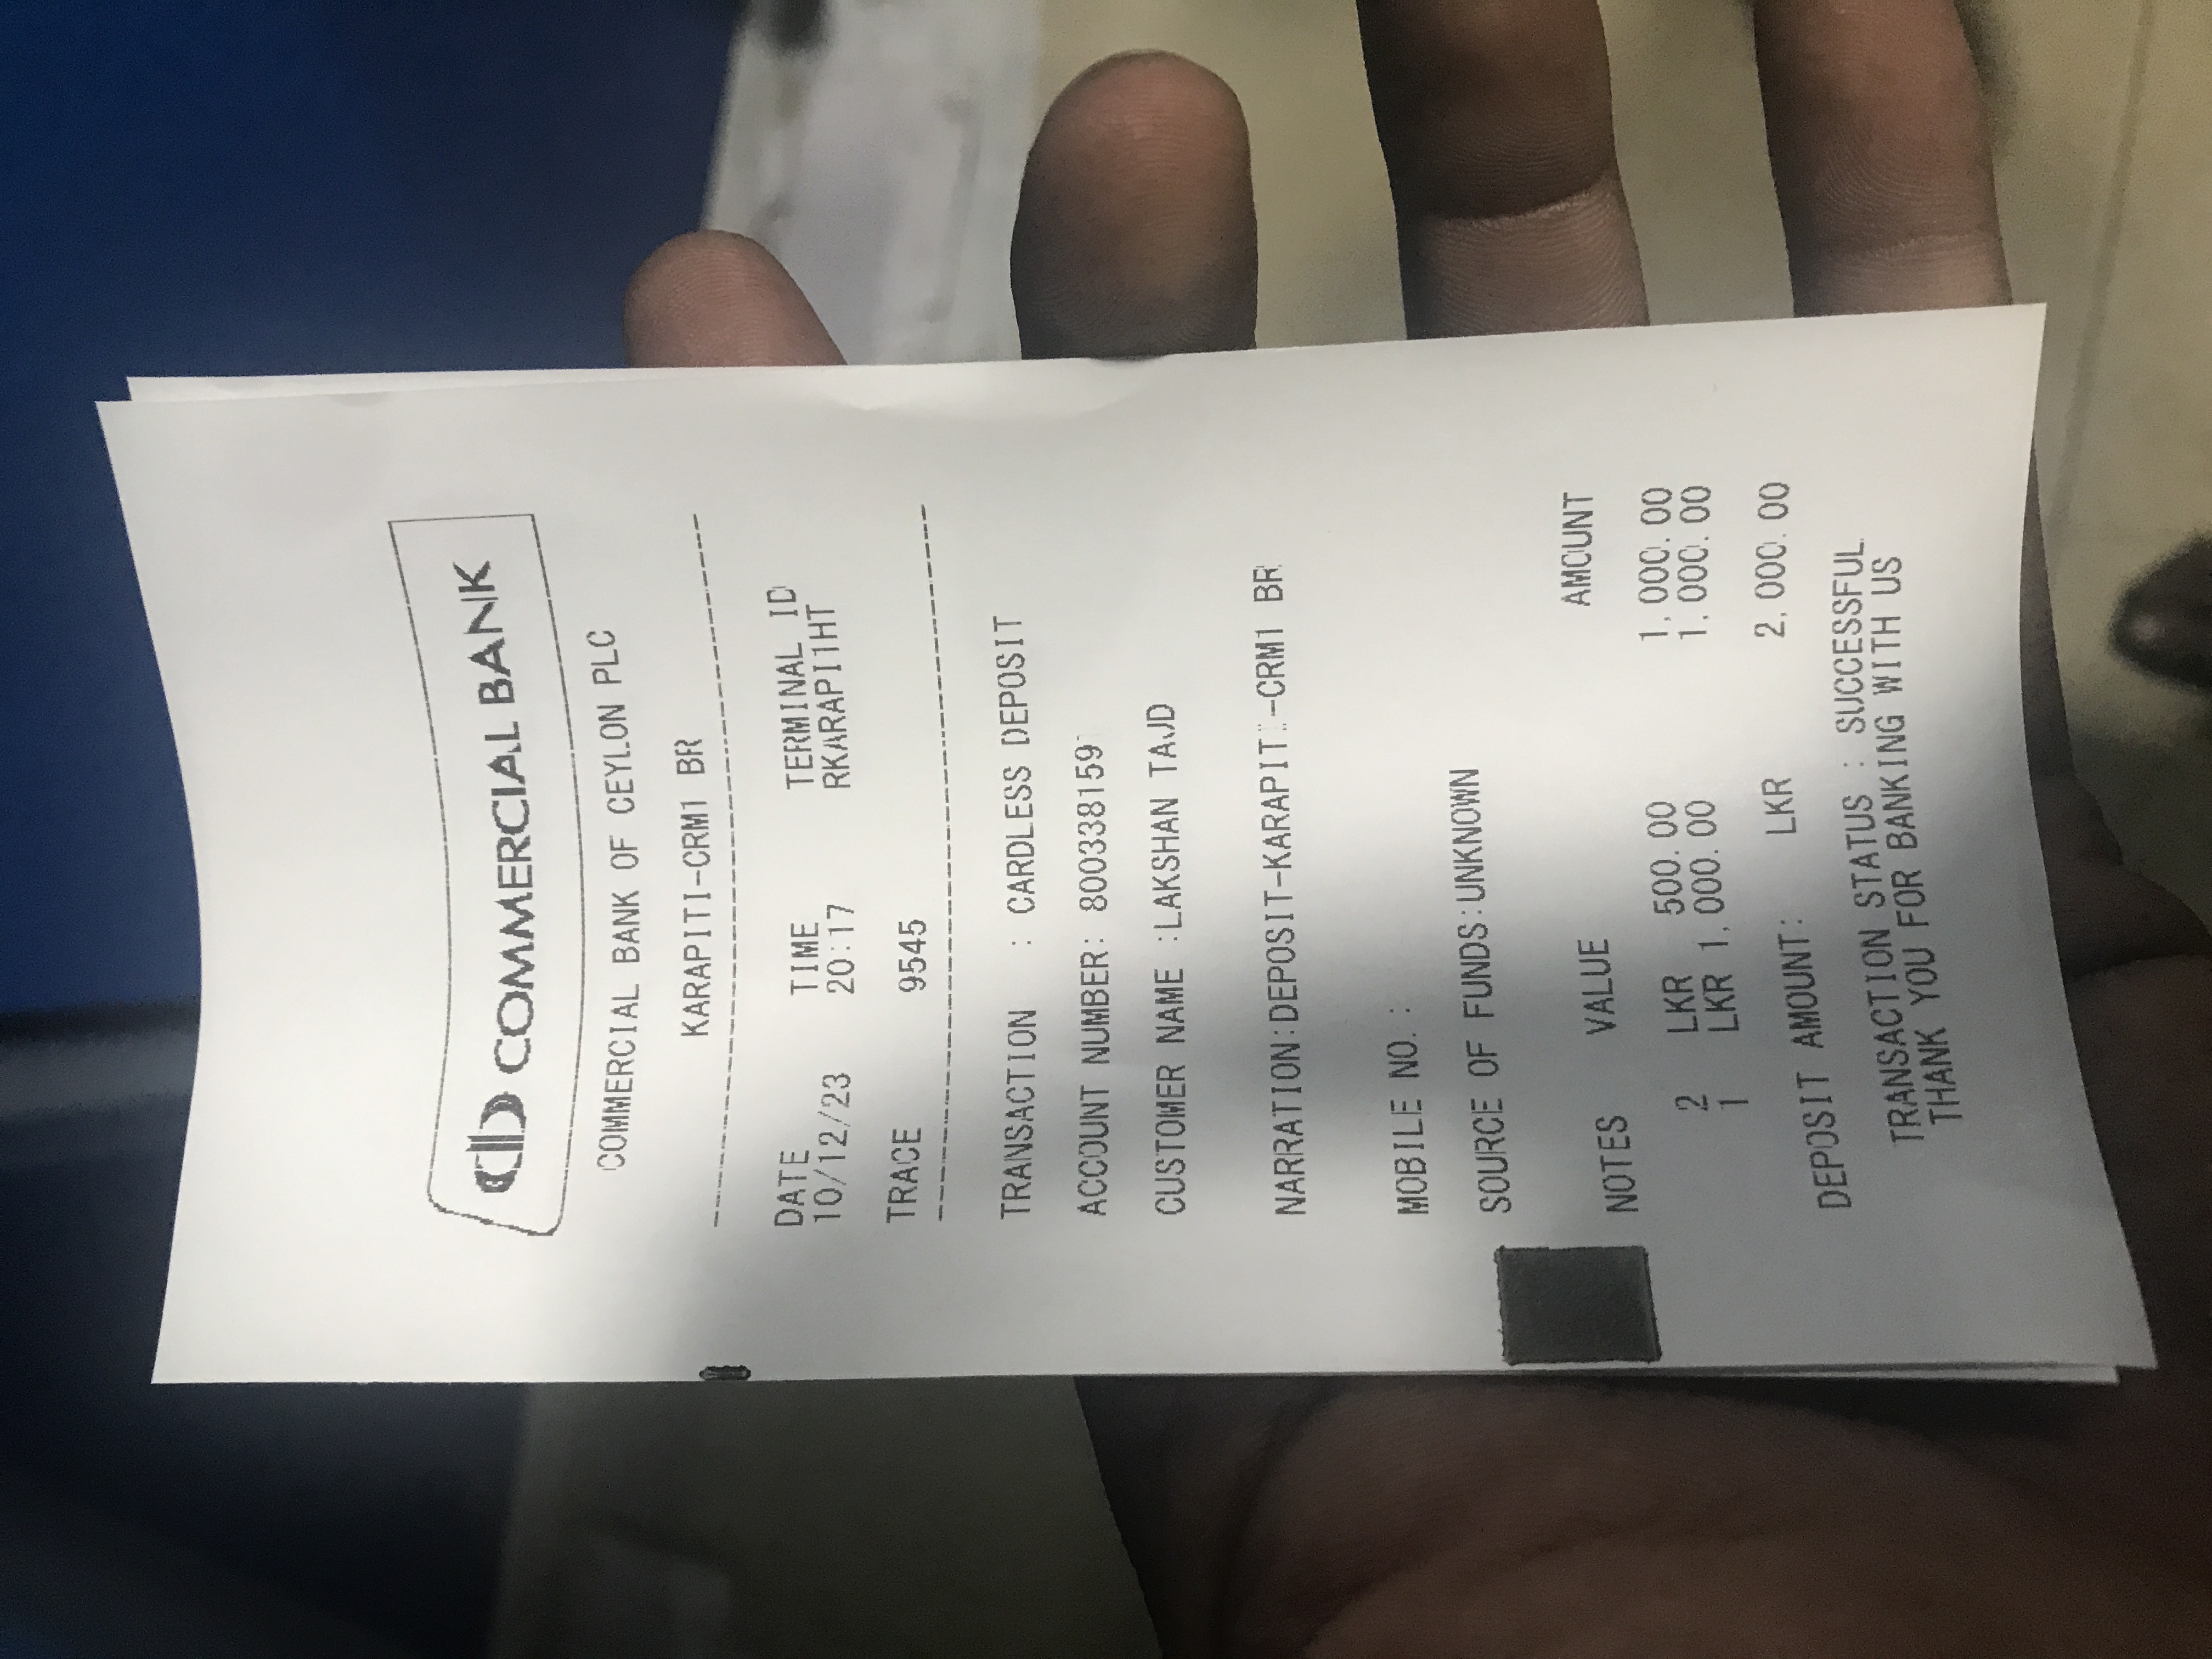 COMMERCIAL BANK
COMMERCIAL BANK OF CEYLON PLC
KARAPITI-CRM1 BR
DATE TIME TERMINAL ID
10/12/23 20:17 RKARAPI1HT
TRACE 9545
TRANSACTION : CARDLESS DEPOSIT
ACCOUNT NUMBER: 8003381591
CUSTOMER NAME :LAKSHAN TAJD
NARRATION:DEPOSIT-KARAPITI-CRM1 BR
MOBILE NO. :
SOURCE OF FUNDS:UNKNOWN
NOTES VALUE AMOUNT
2 LKR 500.00 1,000.00
1 LKR 1,000.00 1,000.00
DEPOSIT AMOUNT: LKR 2,000.00
TRANSACTION STATUS : SUCCESSFUL
THANK YOU FOR BANKING WITH US